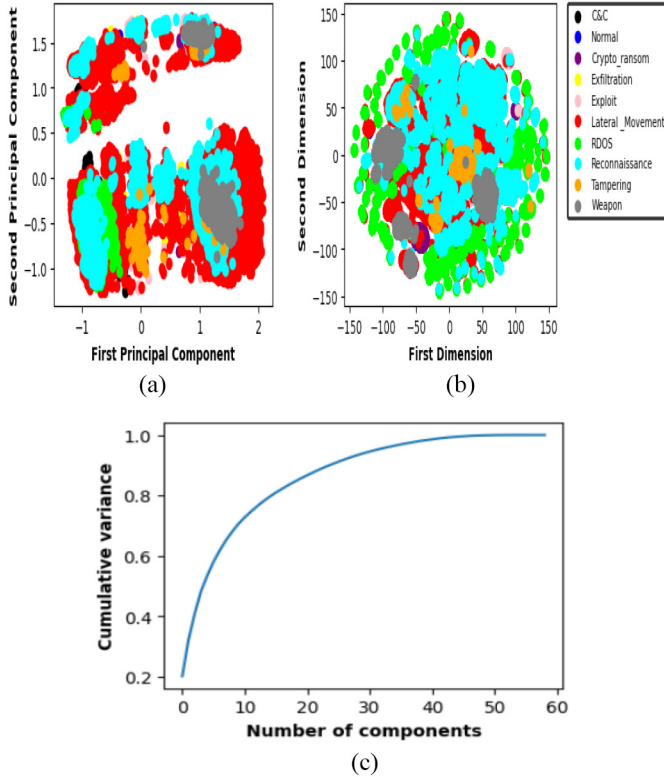 Second Principal Component
1.5
1.0
0.5
0.0
−0.5
−1.0
−1 0 1 2
First Principal Component
(a)
Second Dimension
150
100
50
0
−50
−100
−150
−150 −100 −50 0 50 100 150
First Dimension
(b)
C&C
Normal
Crypto_ransom
Exfiltration
Exploit
Lateral_Movement
RDOS
Reconnaissance
Tampering
Weapon
Cumulative variance
1.0
0.8
0.6
0.4
0.2
0 10 20 30 40 50 60
Number of components
(c)